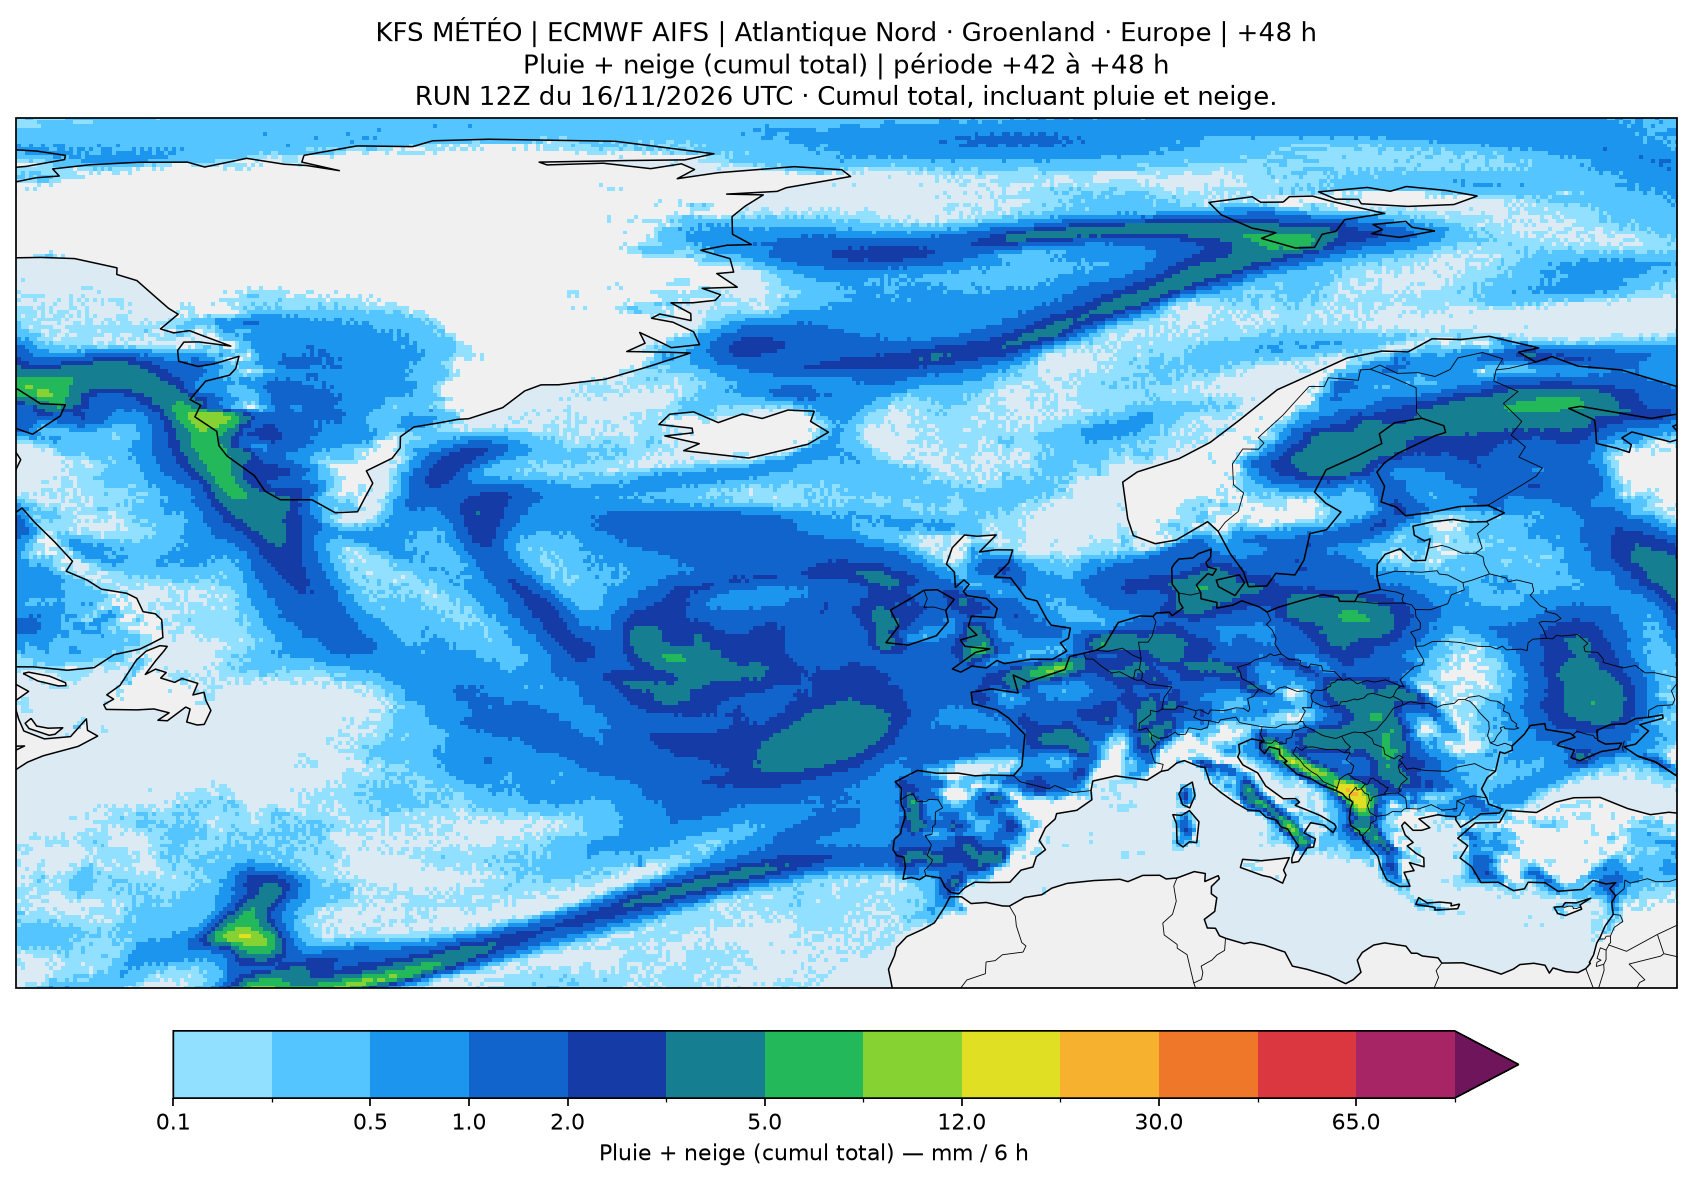 KFS MÉTÉO | ECMWF AIFS | Atlantique Nord · Groenland · Europe | +48 h
Pluie + neige (cumul total) | période +42 à +48 h
RUN 12Z du 16/11/2026 UTC · Cumul total, incluant pluie et neige.
0.1 0.5 1.0 2.0 5.0 12.0 30.0 65.0
Pluie + neige (cumul total) — mm / 6 h